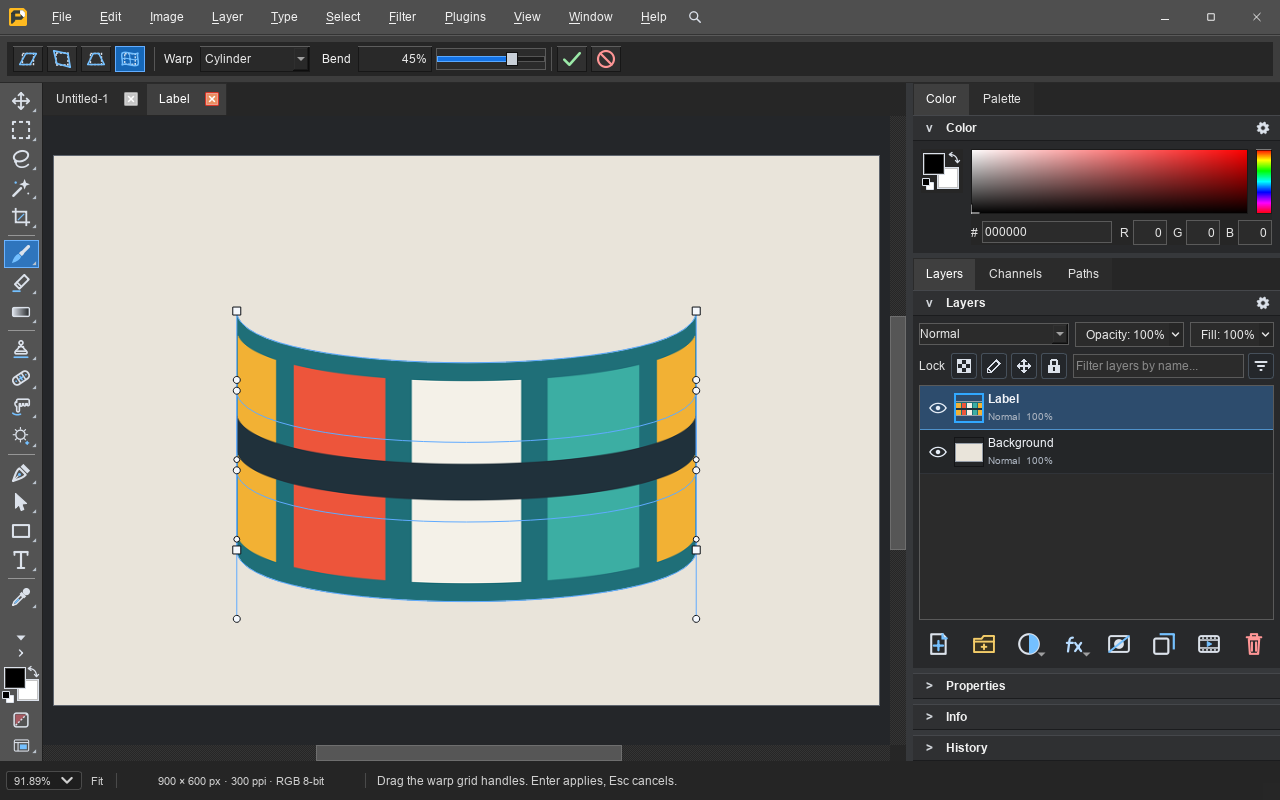 File Edit Image Layer Type Select Filter Plugins View Window Help
Warp Cylinder Bend 45%
Untitled-1 Label
Color Palette
Color
# 000000 R 0 G 0 B 0
Layers Channels Paths
Layers
Normal Opacity: 100% Fill: 100%
Lock Filter layers by name...
Label
Normal 100%
Background
Normal 100%
fx
Properties
Info
History
91.89% Fit 900 × 600 px · 300 ppi · RGB 8-bit Drag the warp grid handles. Enter applies, Esc cancels.